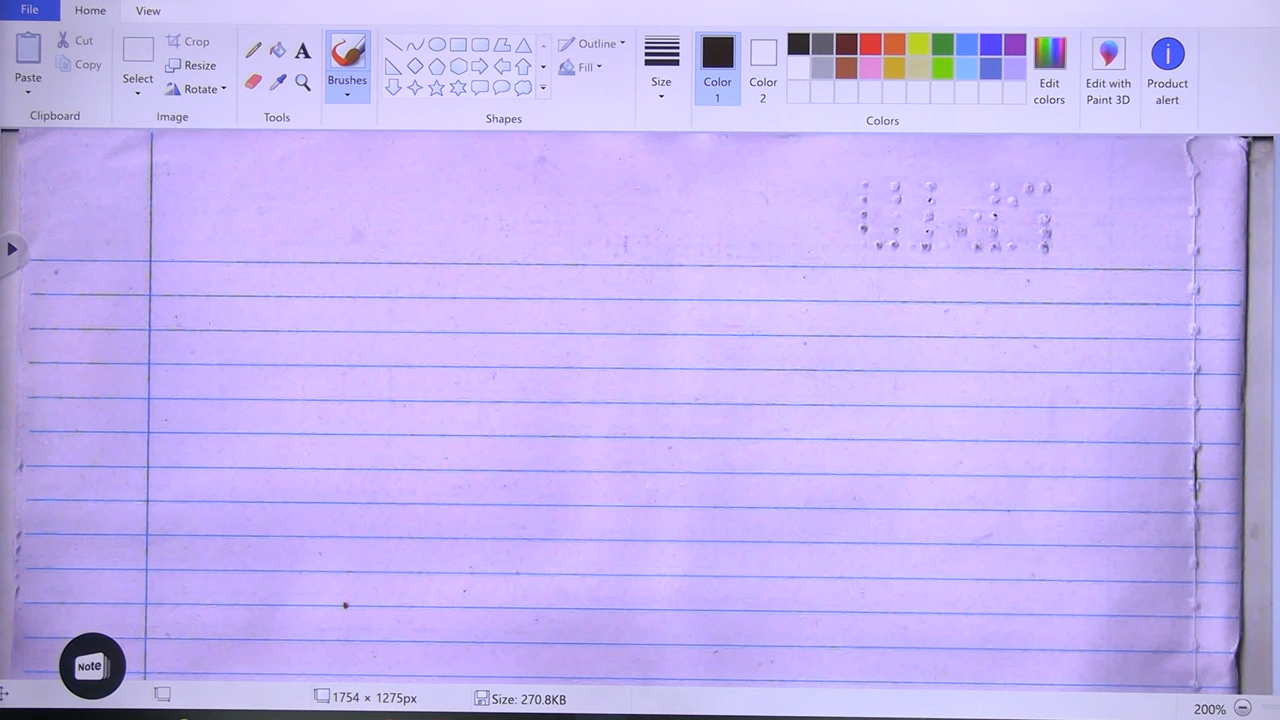 File Home View
Cut
Copy
Paste
Clipboard
Crop
Resize
Rotate
Select
Image
A
Tools
Brushes
Outline
Fill
Shapes
Size
Color 1
Color 2
Edit colors
Colors
Edit with Paint 3D
Product alert
Note
1754 × 1275px
Size: 270.8KB
200%